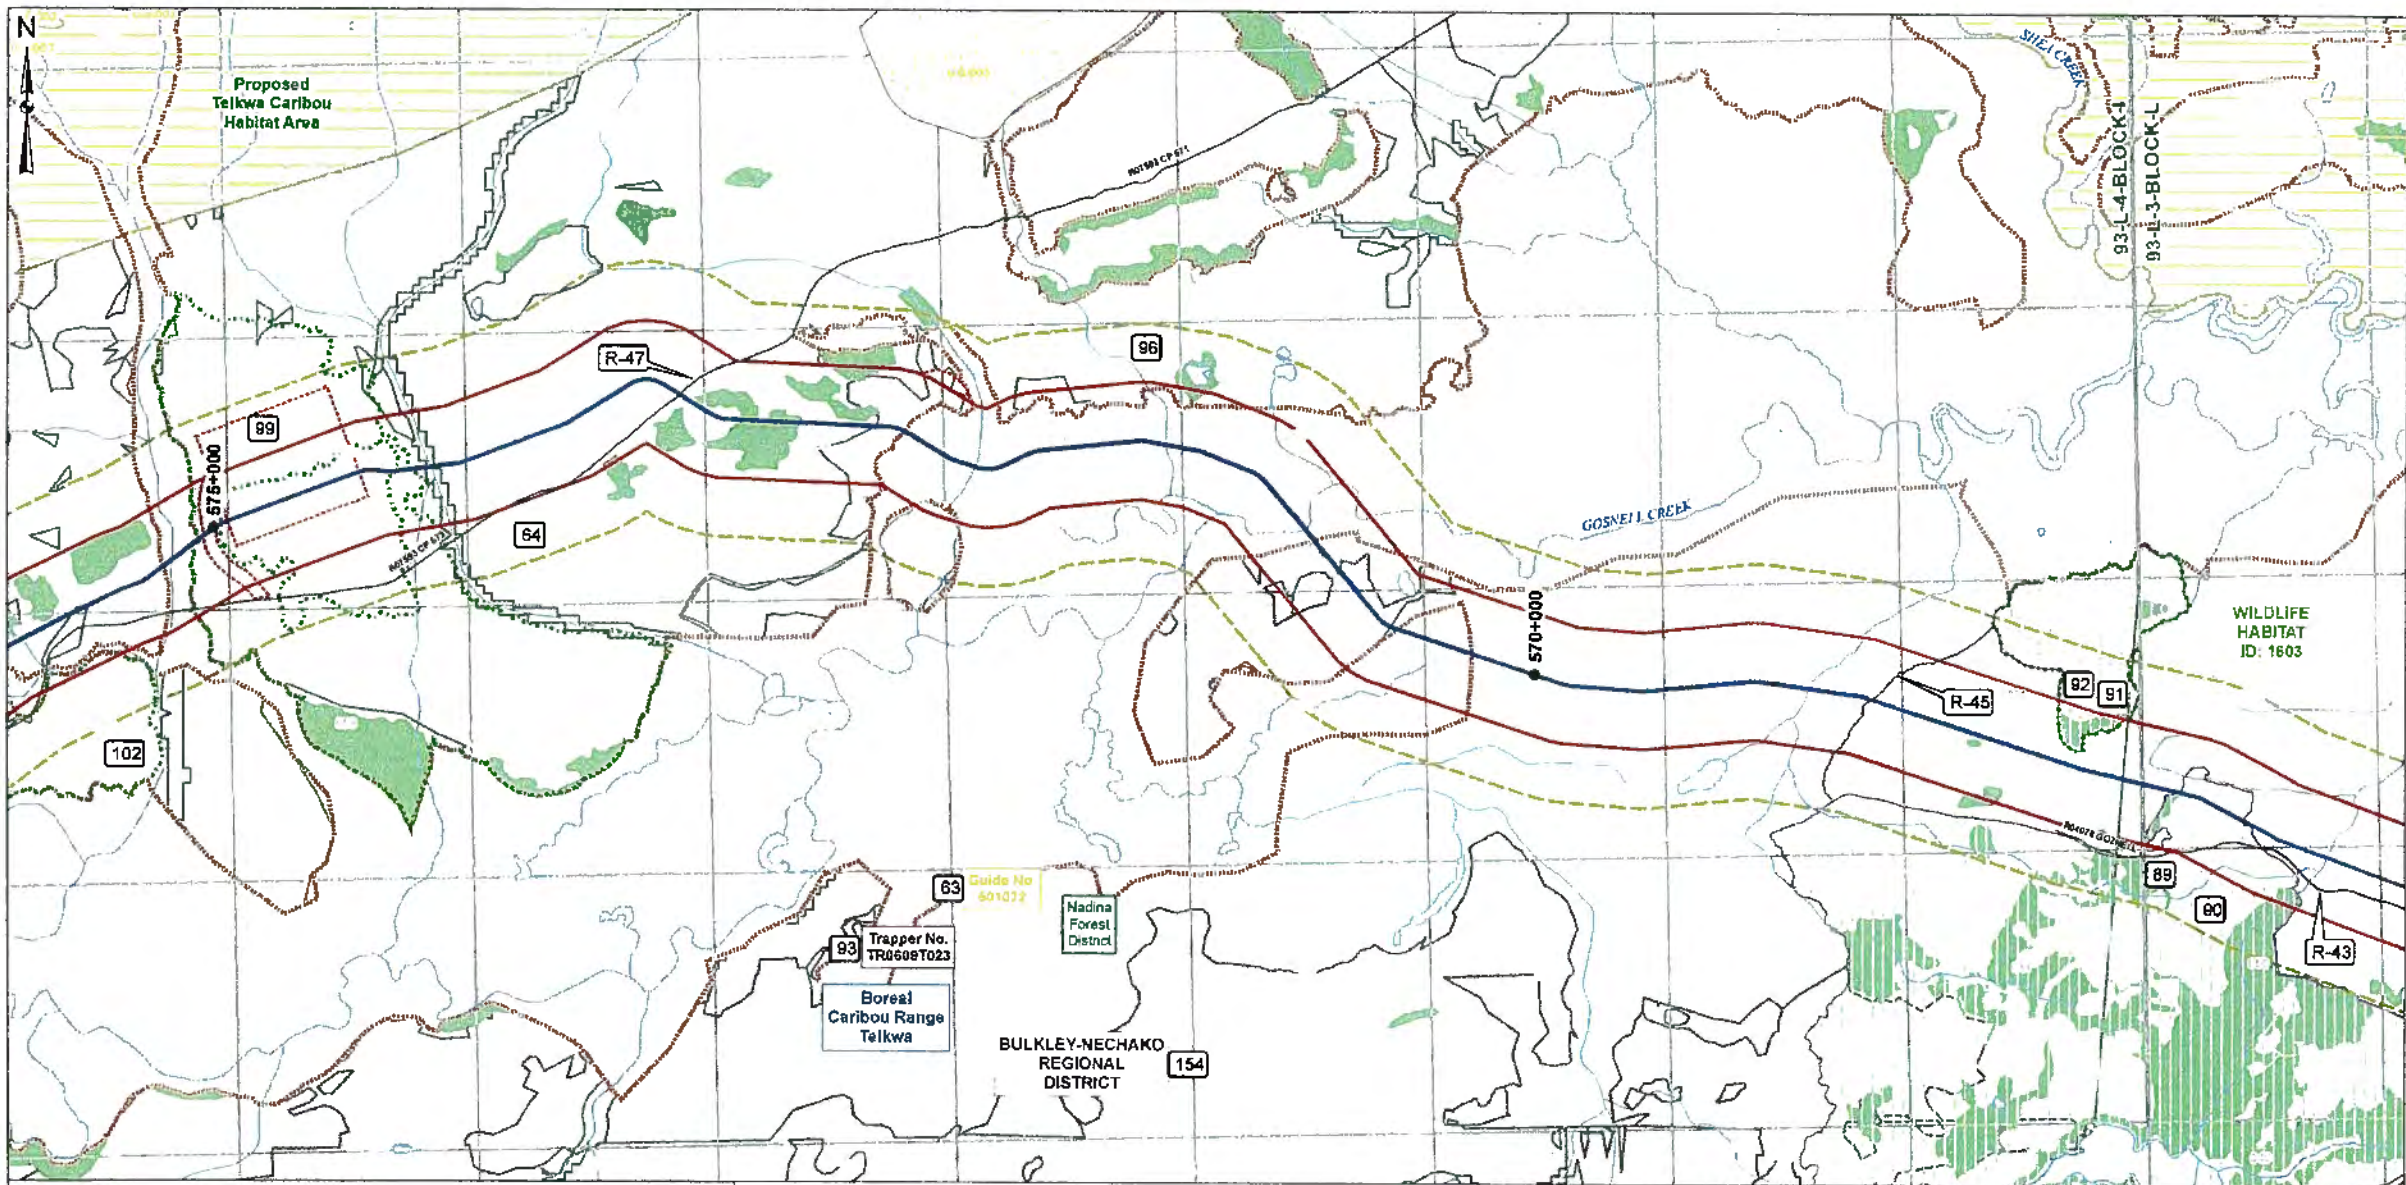 N
Proposed
Telkwa Caribou
Habitat Area
SHEA CREEK
93-L-4-BLOCK-I
93-L-3-BLOCK-L
R-47
96
99
575+000
64
GOSNELL CREEK
570+000
WILDLIFE
HABITAT
ID: 1603
92
91
R-45
102
89
90
R-43
63
Guide No
601022
Nadina
Forest
District
93
Trapper No.
TR0609T023
Boreal
Caribou Range
Telkwa
BULKLEY-NECHAKO
REGIONAL
DISTRICT
154